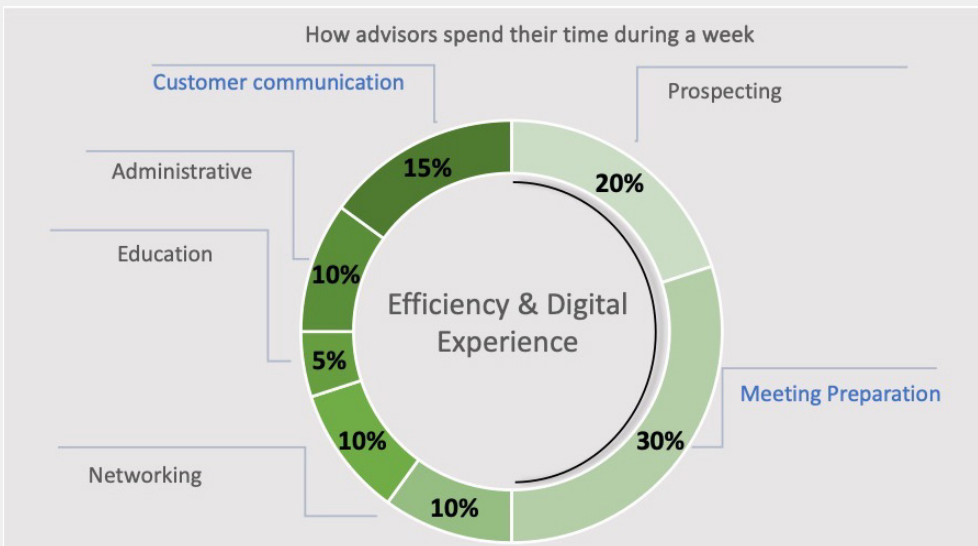 How advisors spend their time during a week
Customer communication
Prospecting
Administrative
15%
20%
Education
10%
Efficiency & Digital
Experience
5%
Meeting Preparation
10%
30%
Networking
10%